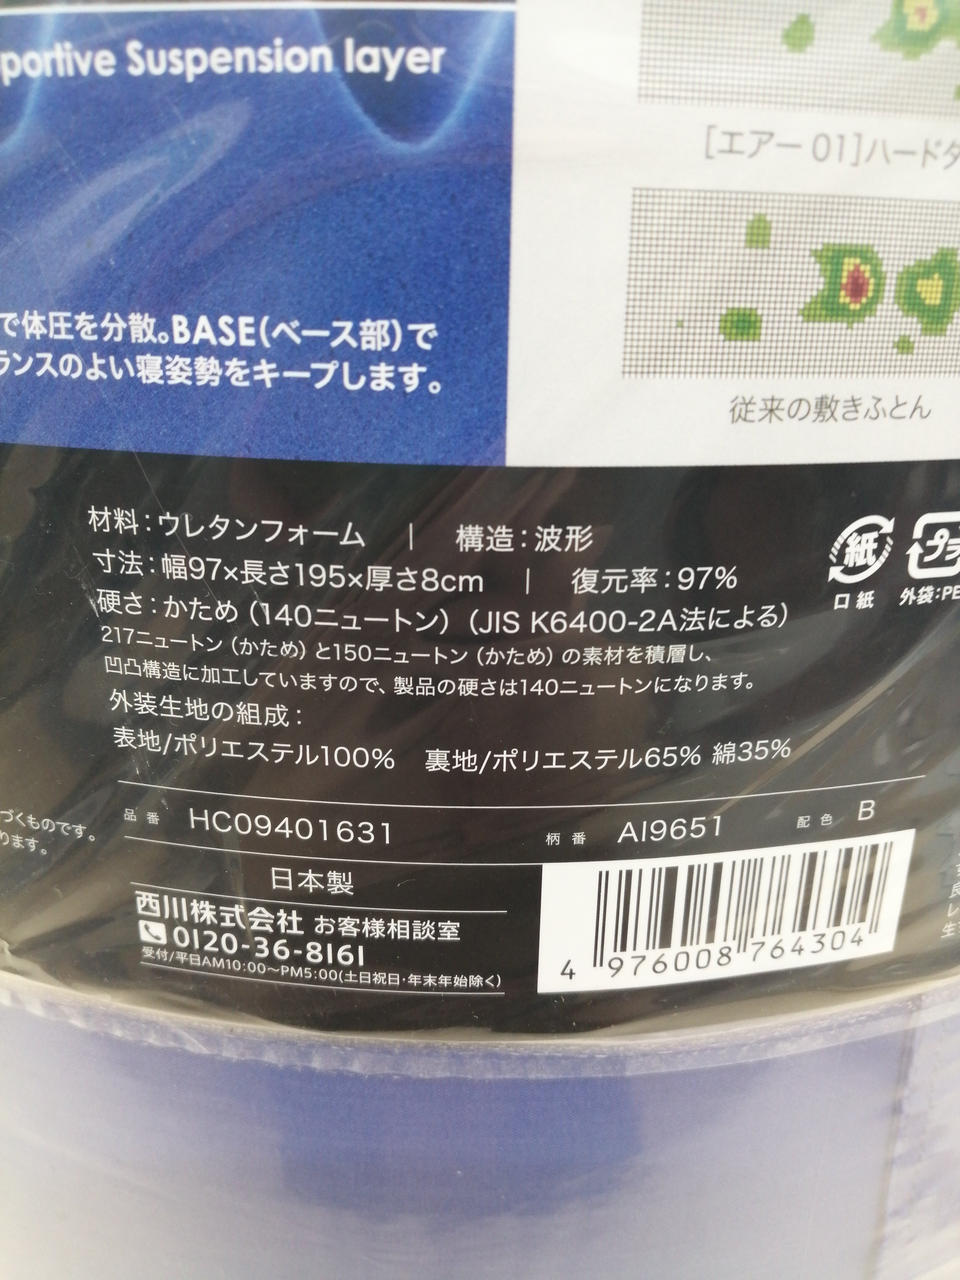 portive Suspension layer
[エアー 01]ハードタ
で体圧を分散。BASE(ベース部)で
ランスのよい寝姿勢をキープします。
従来の敷きふとん
材料:ウレタンフォーム | 構造:波形
寸法:幅97×長さ195×厚さ8cm | 復元率:97%
硬さ:かため(140ニュートン)(JIS K6400-2A法による)
217ニュートン(かため)と150ニュートン(かため)の素材を積層し、
凹凸構造に加工していますので、製品の硬さは140ニュートンになります。
外装生地の組成:
表地/ポリエステル100% 裏地/ポリエステル65% 綿35%
紙
口紙
プラ
外袋:PE
づくものです。
ります。
品番 HC09401631 柄番 AI9651 配色 B
日本製
西川株式会社 お客様相談室
0120-36-8161
受付/平日AM10:00〜PM5:00(土日祝日・年末年始除く)
4 976008 764304